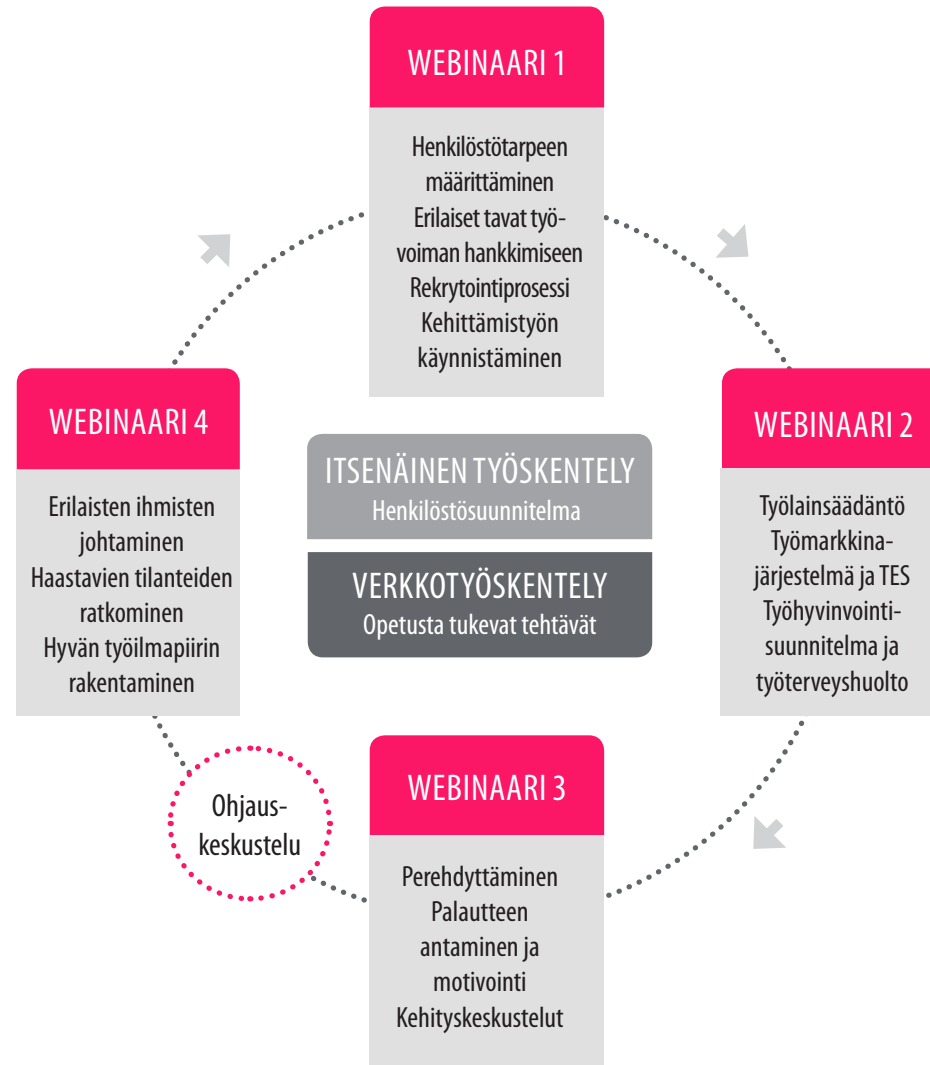 WEBINAARI 1
Henkilöstötarpeen
määrittäminen
Erilaiset tavat työ-
voiman hankkimiseen
Rekrytointiprosessi
Kehittämistyön
käynnistäminen
WEBINAARI 2
Työlainsäädäntö
Työmarkkina-
järjestelmä ja TES
Työhyvinvointi-
suunnitelma ja
työterveyshuolto
WEBINAARI 3
Perehdyttäminen
Palautteen
antaminen ja
motivointi
Kehityskeskustelut
Ohjaus-
keskustelu
WEBINAARI 4
Erilaisten ihmisten
johtaminen
Haastavien tilanteiden
ratkominen
Hyvän työilmapiirin
rakentaminen
ITSENÄINEN TYÖSKENTELY
Henkilöstösuunnitelma
VERKKOTYÖSKENTELY
Opetusta tukevat tehtävät